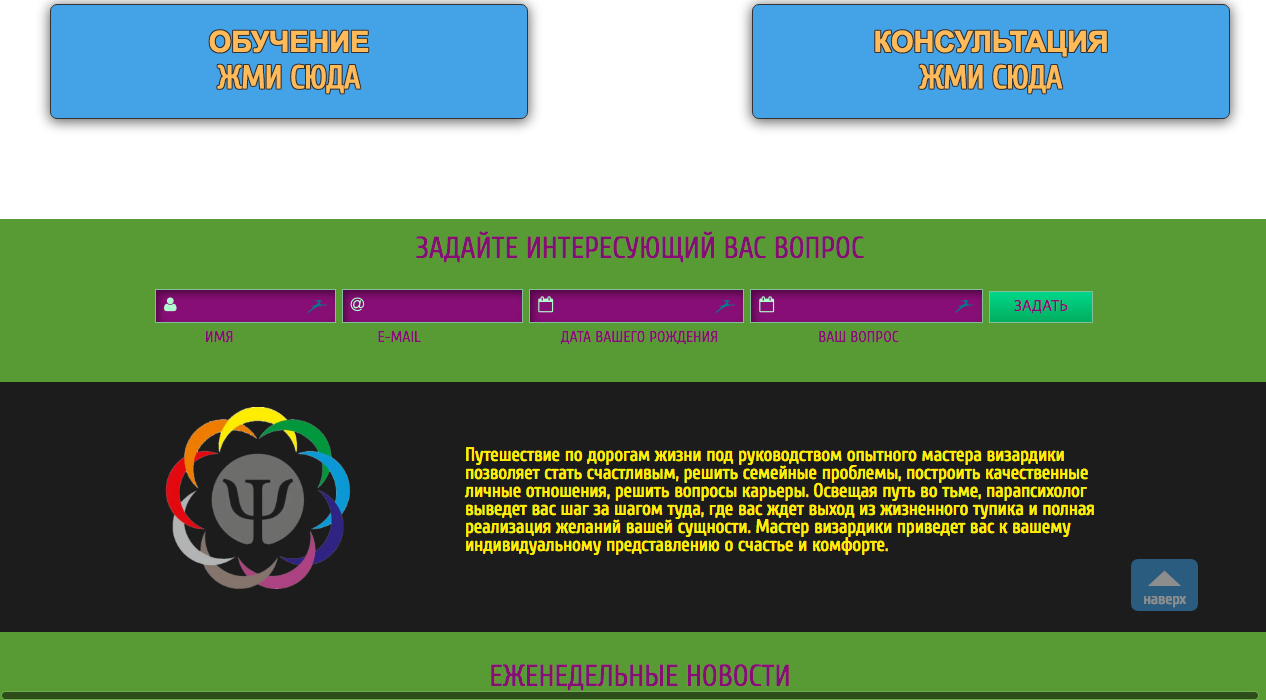 ОБУЧЕНИЕ
ЖМИ СЮДА
КОНСУЛЬТАЦИЯ
ЖМИ СЮДА
ЗАДАЙТЕ ИНТЕРЕСУЮЩИЙ ВАС ВОПРОС
@
ЗАДАТЬ
ИМЯ
E-MAIL
ДАТА ВАШЕГО РОЖДЕНИЯ
ВАШ ВОПРОС
Ψ
Путешествие по дорогам жизни под руководством опытного мастера визардики
позволяет стать счастливым, решить семейные проблемы, построить качественные
личные отношения, решить вопросы карьеры. Освещая путь во тьме, парапсихолог
выведет вас шаг за шагом туда, где вас ждет выход из жизненного тупика и полная
реализация желаний вашей сущности. Мастер визардики приведет вас к вашему
индивидуальному представлению о счастье и комфорте.
наверх
ЕЖЕНЕДЕЛЬНЫЕ НОВОСТИ